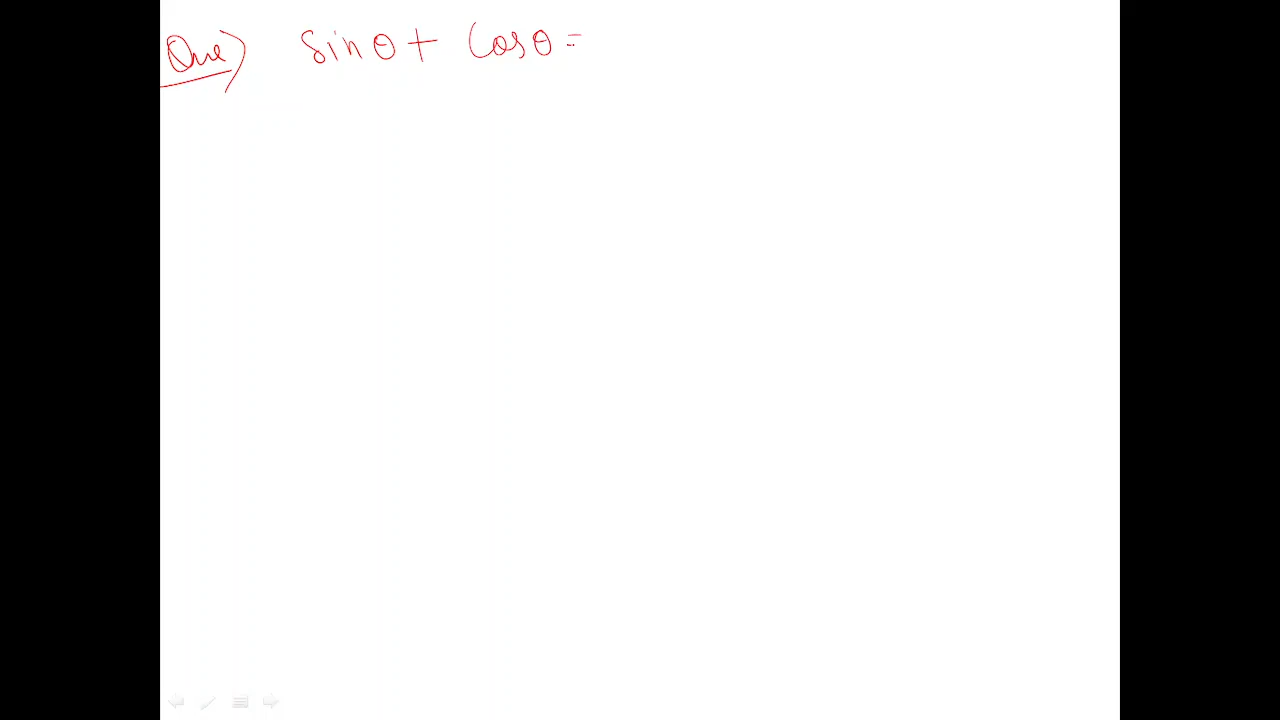 Que) sinθ + cosθ =